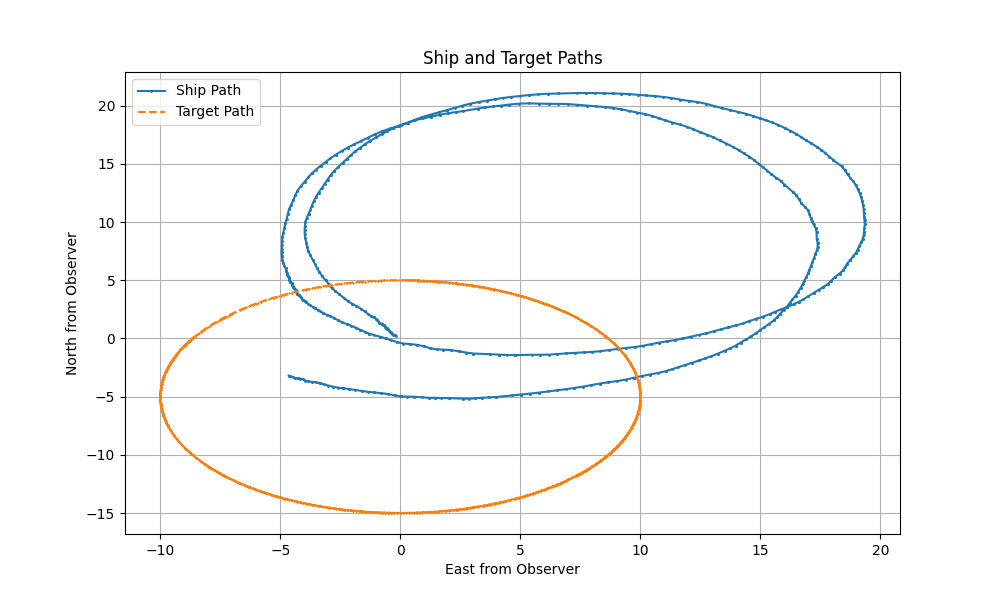 Ship and Target Paths
Ship Path
Target Path
20
15
10
5
0
−5
−10
−15
North from Observer
−10 −5 0 5 10 15 20
East from Observer